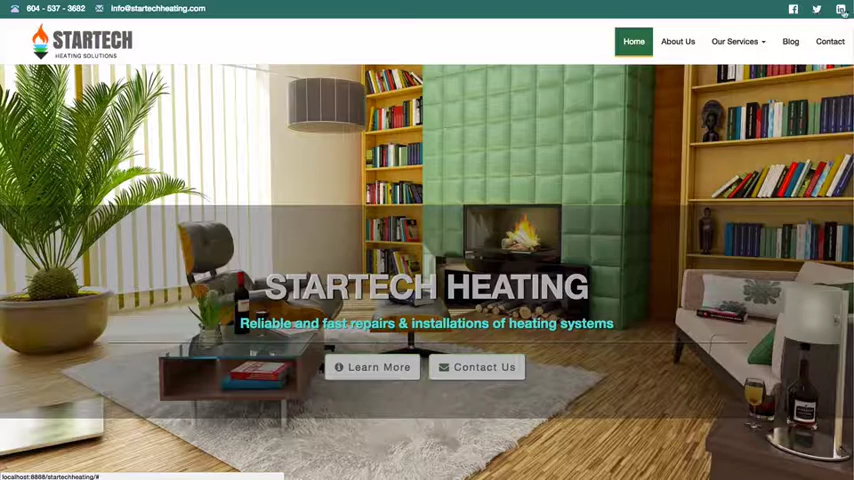 604 - 537 - 3682 info@startechheating.com
STARTECH
HEATING SOLUTIONS
Home About Us Our Services Blog Contact
STARTECH HEATING
Reliable and fast repairs & installations of heating systems
Learn More Contact Us
localhost:8888/startechheating/#